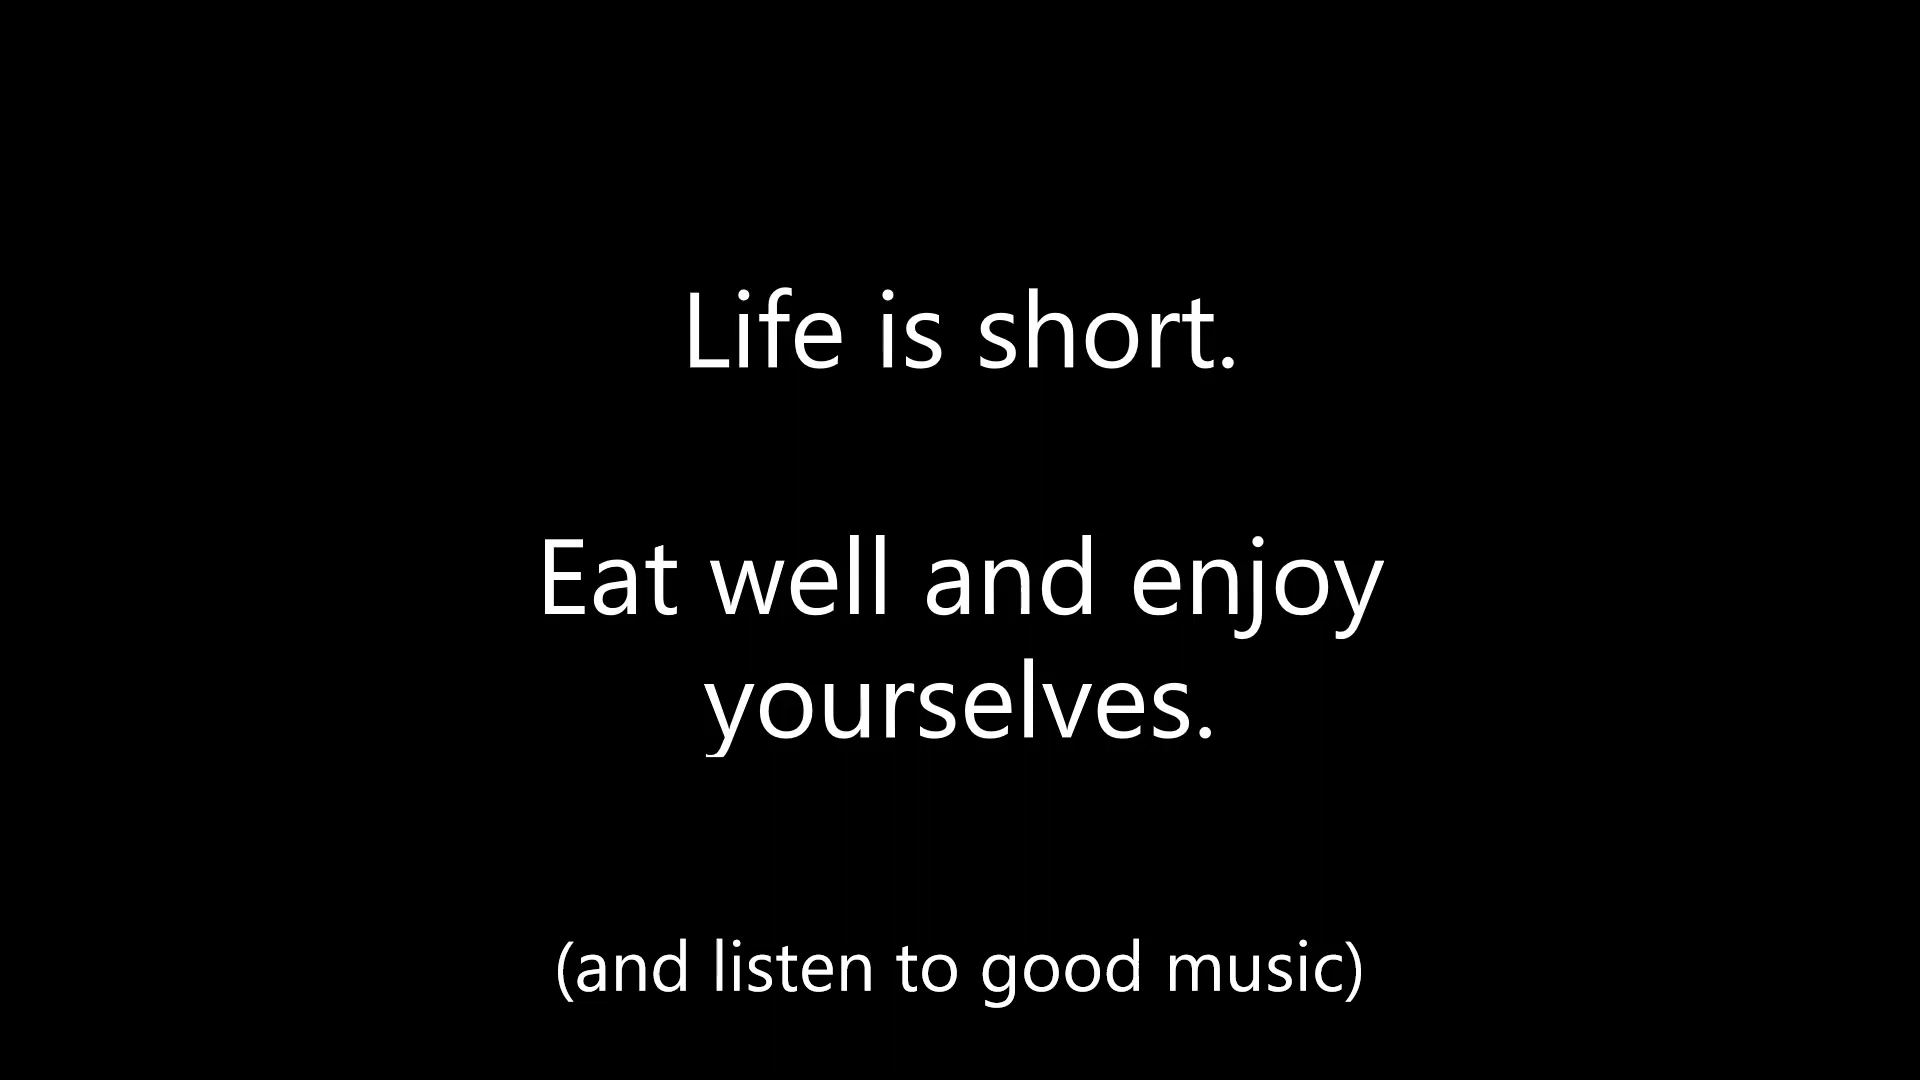 Life is short.
Eat well and enjoy
yourselves.
(and listen to good music)